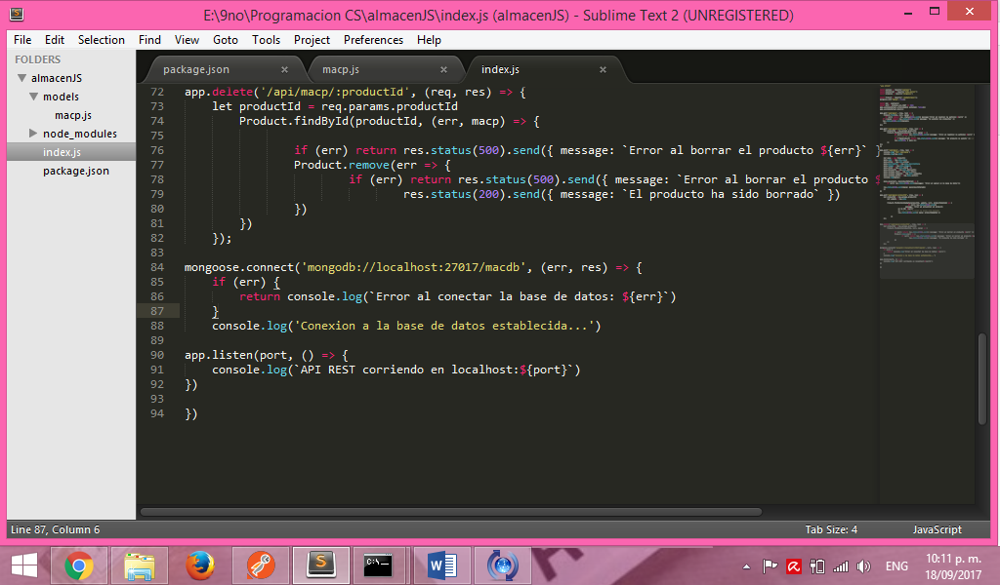 E:\9no\Programacion CS\almacenJS\index.js (almacenJS) - Sublime Text 2 (UNREGISTERED)
File Edit Selection Find View Goto Tools Project Preferences Help
FOLDERS
almacenJS
models
macp.js
node_modules
index.js
package.json
package.json × macp.js × index.js ×
72 app.delete('/api/macp/:productId', (req, res) => {
73 let productId = req.params.productId
74 Product.findById(productId, (err, macp) => {
75
76 if (err) return res.status(500).send({ message: `Error al borrar el producto ${err}`
77 Product.remove(err => {
78 if (err) return res.status(500).send({ message: `Error al borrar el producto
79 res.status(200).send({ message: `El producto ha sido borrado` })
80 })
81 })
82 });
83
84 mongoose.connect('mongodb://localhost:27017/macdb', (err, res) => {
85 if (err) {
86 return console.log(`Error al conectar la base de datos: ${err}`)
87 }
88 console.log('Conexion a la base de datos establecida...')
89
90 app.listen(port, () => {
91 console.log(`API REST corriendo en localhost:${port}`)
92 })
93
94 })
Line 87, Column 6 Tab Size: 4 JavaScript
ENG
10:11 p. m.
18/09/2017